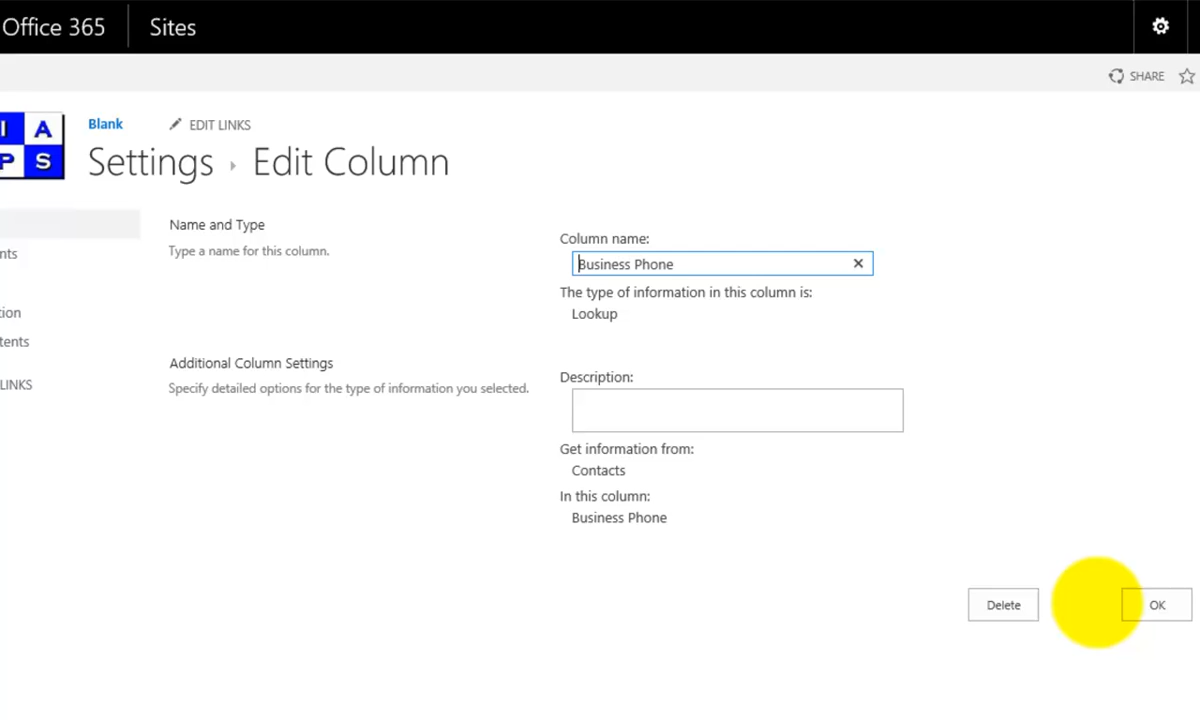 Office 365
Sites
SHARE
I A
P S
Blank
EDIT LINKS
Settings
Edit Column
Name and Type
Type a name for this column.
Column name:
Business Phone
The type of information in this column is:
Lookup
nts
tion
tents
LINKS
Additional Column Settings
Specify detailed options for the type of information you selected.
Description:
Get information from:
Contacts
In this column:
Business Phone
Delete
OK